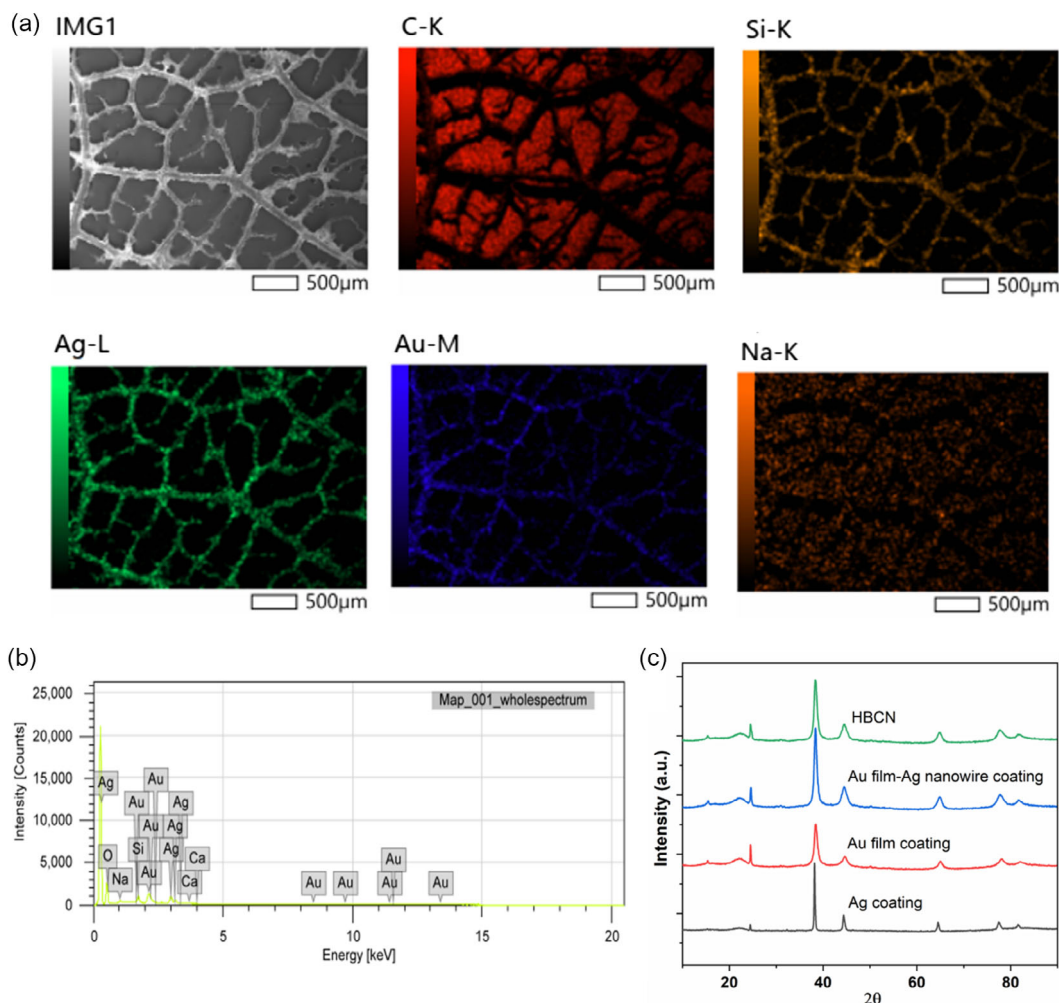 (a)
IMG1
C-K
Si-K
500µm
500µm
500µm
Ag-L
Au-M
Na-K
500µm
500µm
500µm
(b)
25,000
20,000
15,000
10,000
5,000
0
Intensity [Counts]
Map_001_wholespectrum
Ag
O
Na
Au
Si
Au
Au
Au
Ag
Ag
Ag
Ca
Ca
Au
Au
Au
Au
Au
0
5
10
15
20
Energy [keV]
(c)
Intensity (a.u.)
HBCN
Au film-Ag nanowire coating
Au film coating
Ag coating
20
40
60
80
2θ